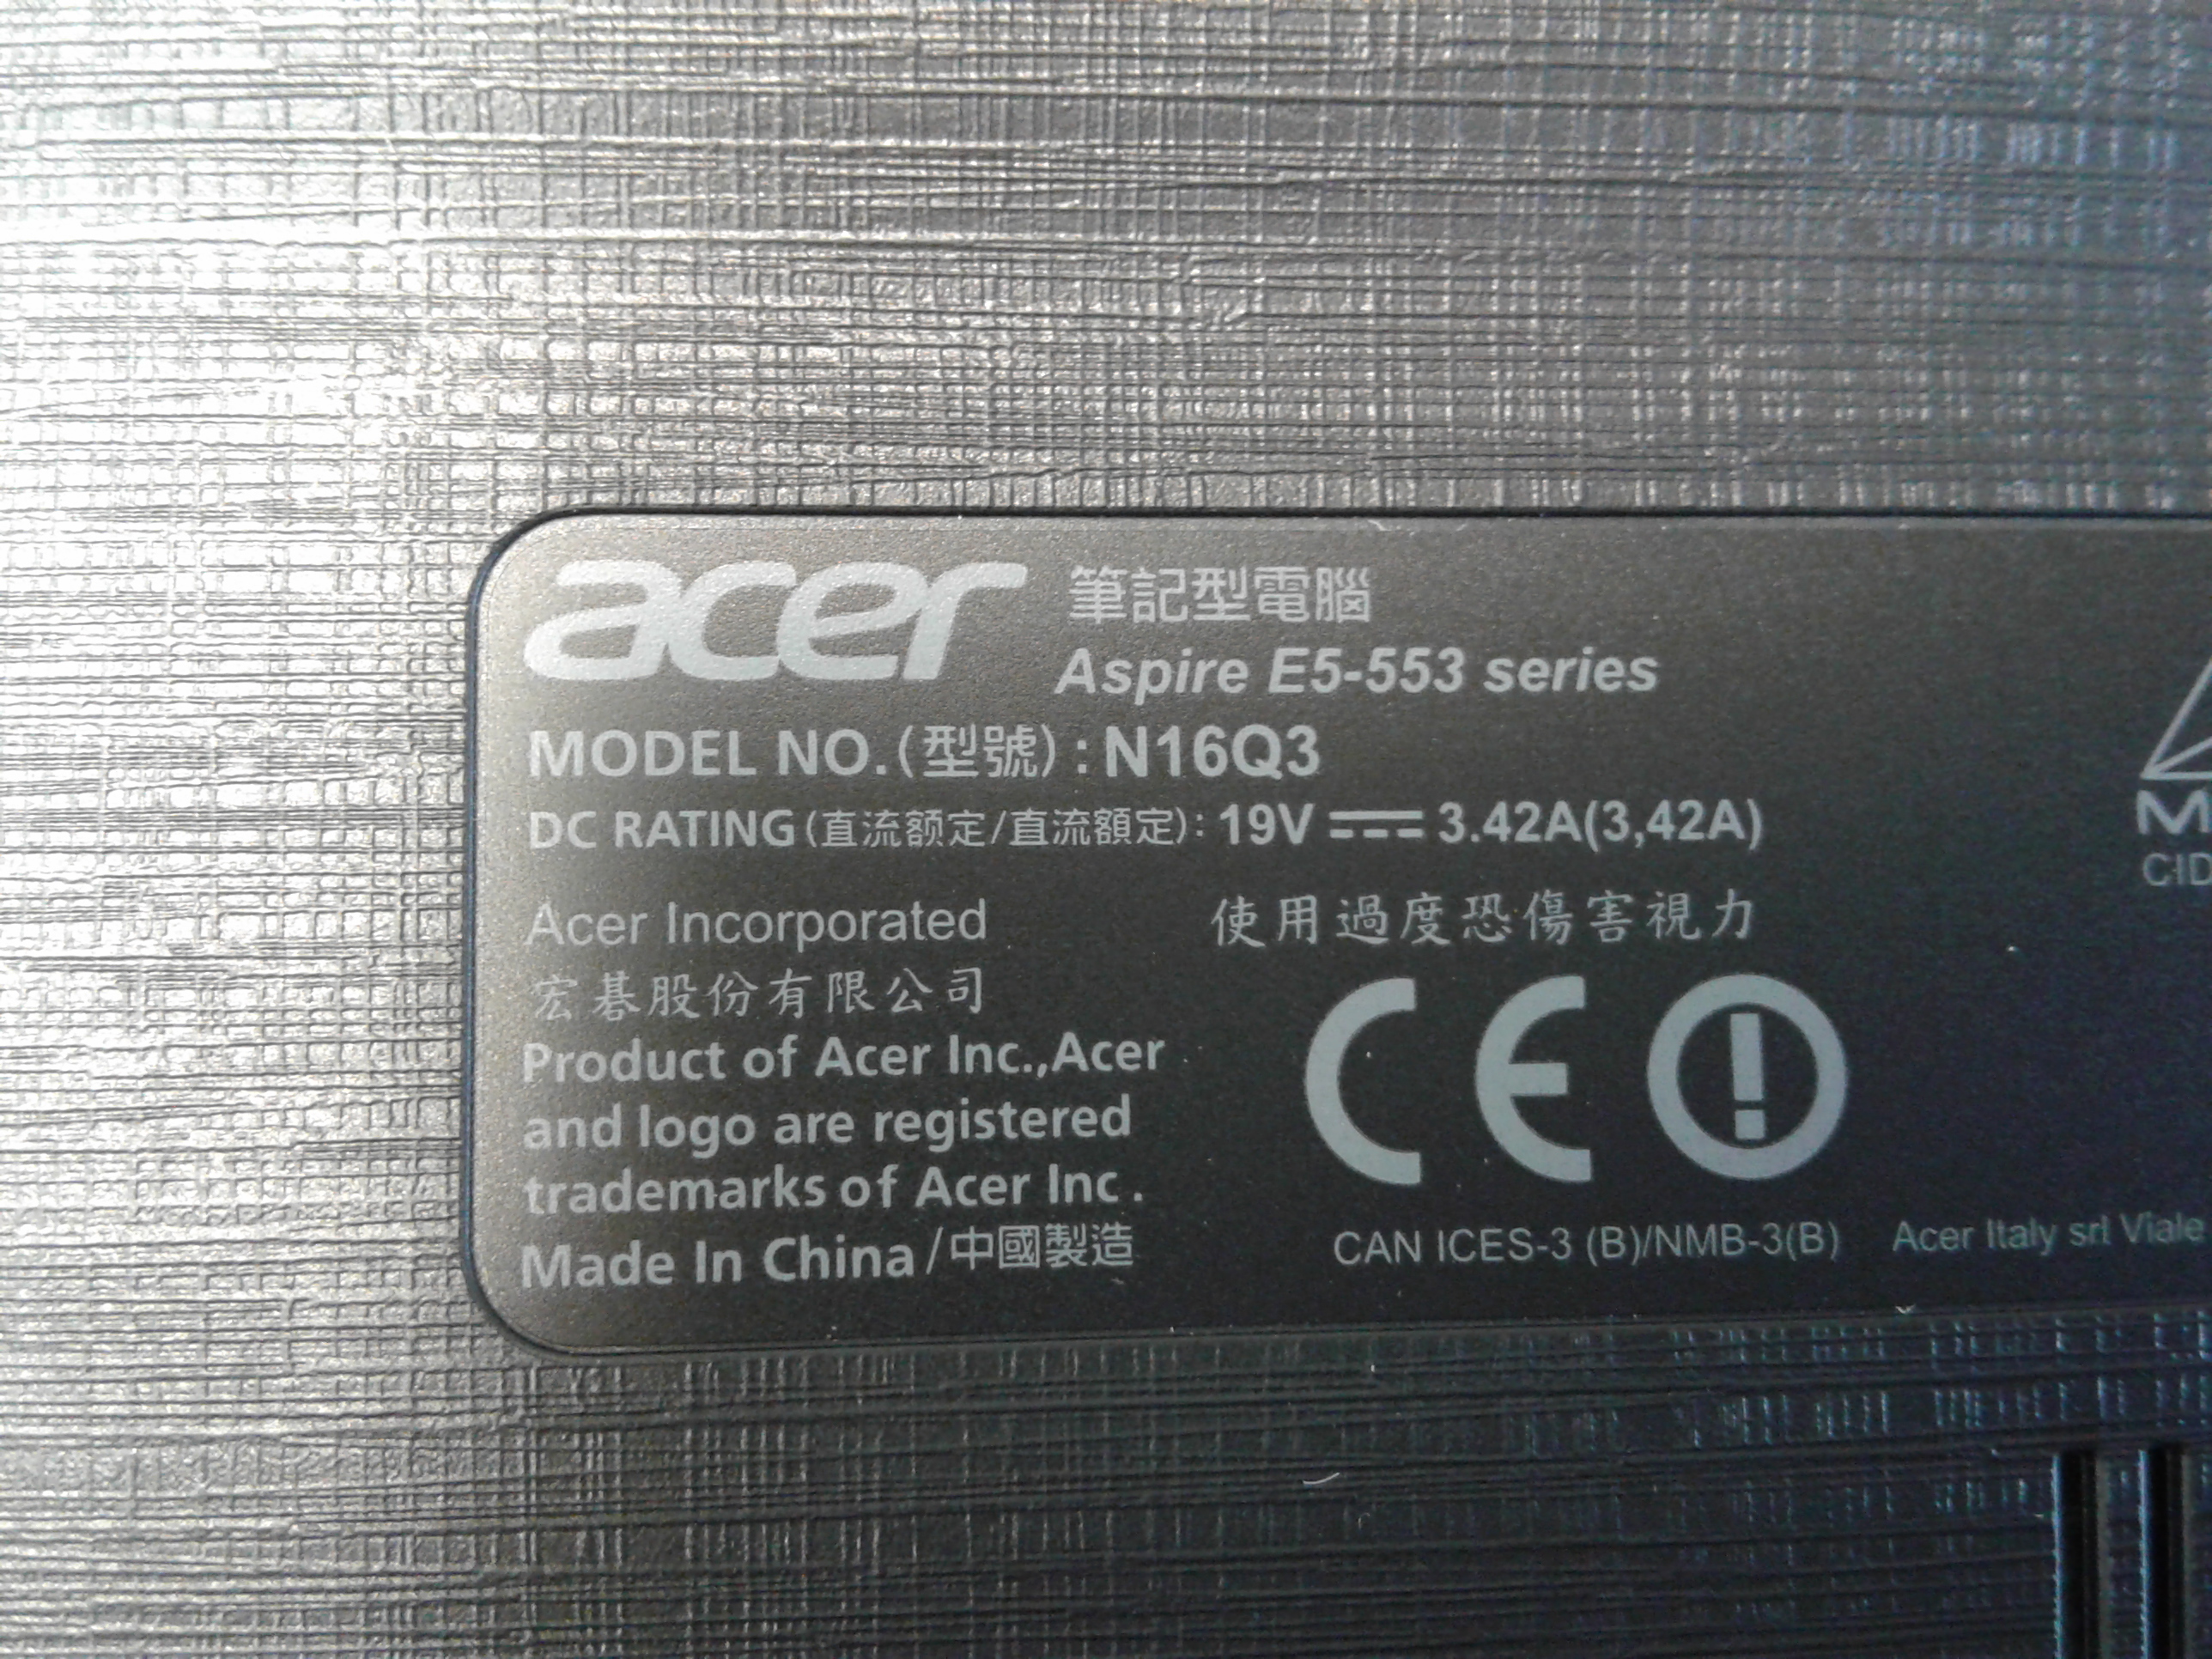 acer 筆記型電腦
Aspire E5-553 series
MODEL NO.(型號):N16Q3
DC RATING(直流额定/直流額定): 19V 3.42A(3,42A)
Acer Incorporated
宏碁股份有限公司
Product of Acer Inc.,Acer
and logo are registered
trademarks of Acer Inc.
Made In China/中國製造
使用過度恐傷害視力
CE
CAN ICES-3 (B)/NMB-3(B)
Acer Italy srl Viale
CID